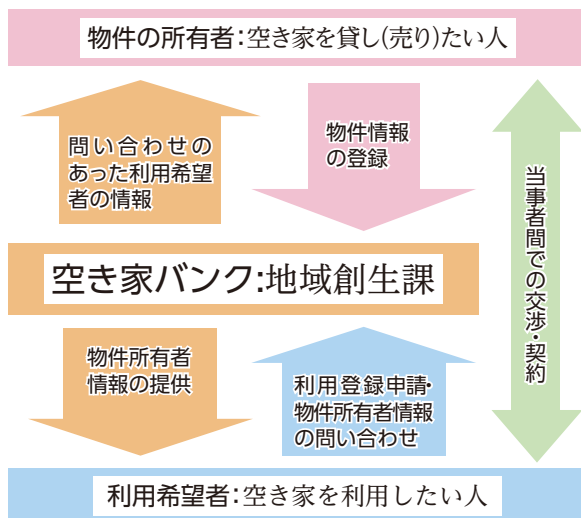 物件の所有者:空き家を貸し(売り)たい人
問い合わせの
あった利用希望
者の情報
物件情報
の登録
当事者間での交渉・契約
空き家バンク:地域創生課
物件所有者
情報の提供
利用登録申請・
物件所有者情報
の問い合わせ
利用希望者:空き家を利用したい人